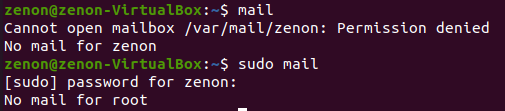 zenon@zenon-VirtualBox:~$ mail
Cannot open mailbox /var/mail/zenon: Permission denied
No mail for zenon
zenon@zenon-VirtualBox:~$ sudo mail
[sudo] password for zenon:
No mail for root